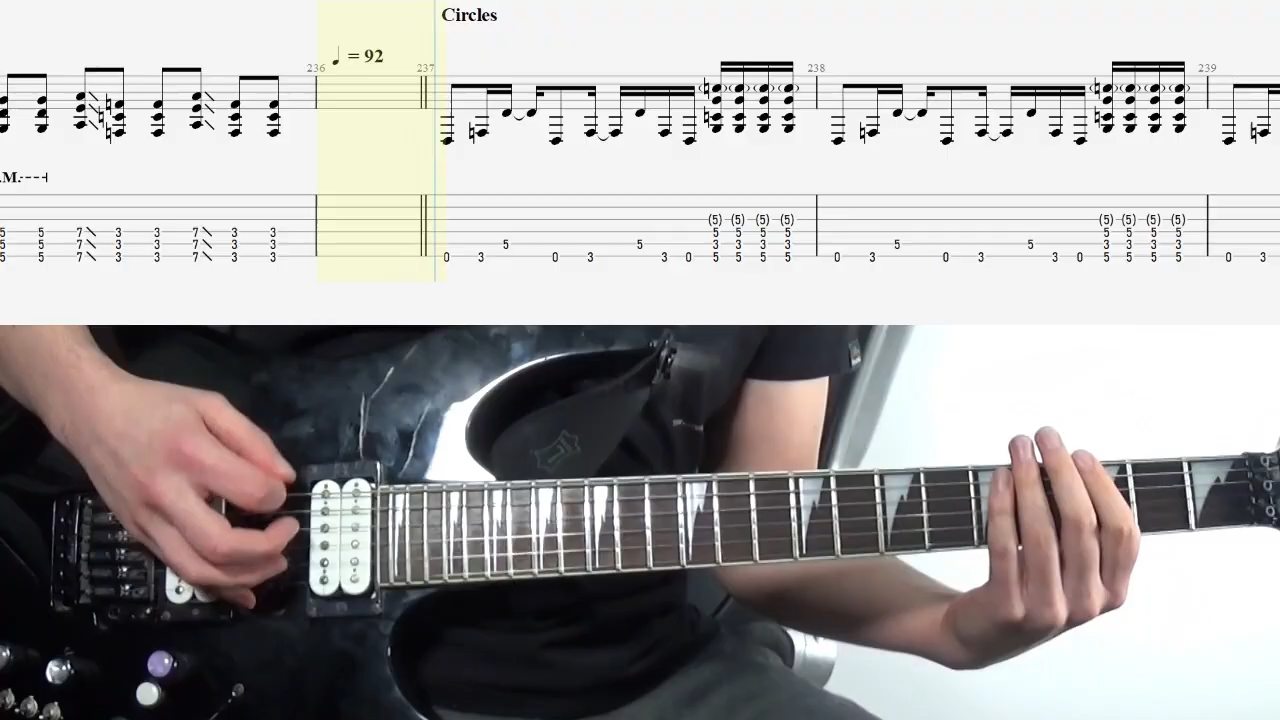 Circles
♩ = 92
236
237
238
239
.M.----|
(5) (5) (5) (5) (5) (5) (5) (5)
5 5 7 3 3 7 3 3 5 5 5 5 5 5 5 5
5 5 7 3 3 7 3 3 5 5 3 3 3 3 5 5 3 3 3 3
5 5 7 3 3 7 3 3 0 3 0 3 3 0 5 5 5 5 0 3 0 3 3 0 5 5 5 5 0 3